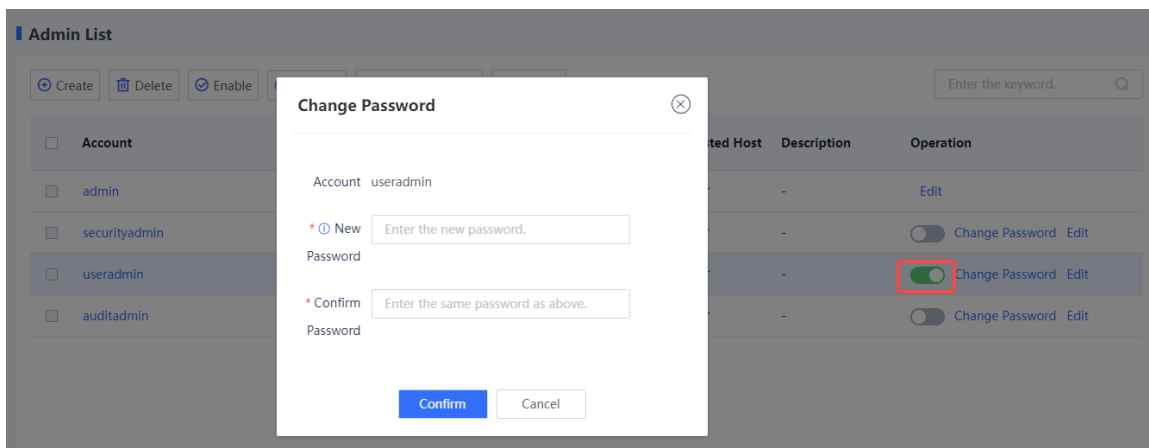 Admin List
Create Delete Enable Enter the keyword.
Change Password
Account sted Host Description Operation
Account useradmin
admin - Edit
* New Enter the new password.
Password
securityadmin - Change Password Edit
useradmin - Change Password Edit
* Confirm Enter the same password as above.
Password
auditadmin - Change Password Edit
Confirm Cancel